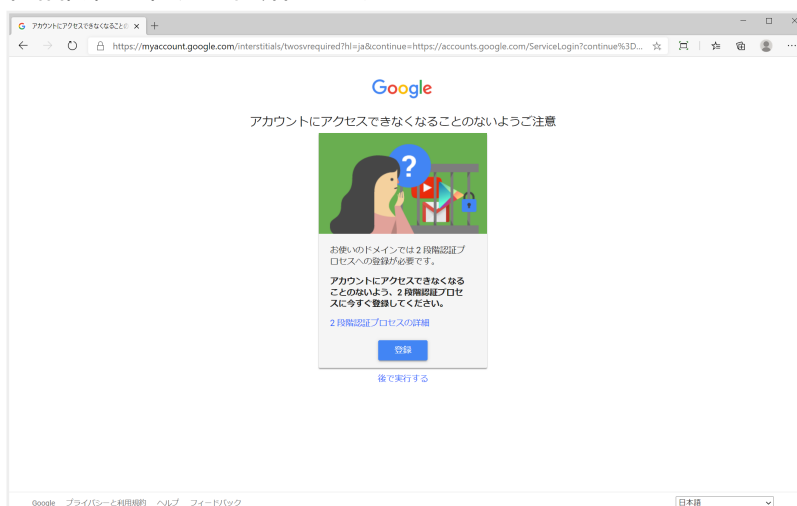 アカウントにアクセスできなくなることの
https://myaccount.google.com/interstitials/twosvrequired?hl=ja&continue=https://accounts.google.com/ServiceLogin?continue%3D...
Google
アカウントにアクセスできなくなることのないようご注意
?
お使いのドメインでは 2 段階認証プ
ロセスへの登録が必要です。
アカウントにアクセスできなくなる
ことのないよう、2 段階認証プロセ
スに今すぐ登録してください。
2 段階認証プロセスの詳細
登録
後で実行する
Google プライバシーと利用規約 ヘルプ フィードバック
日本語